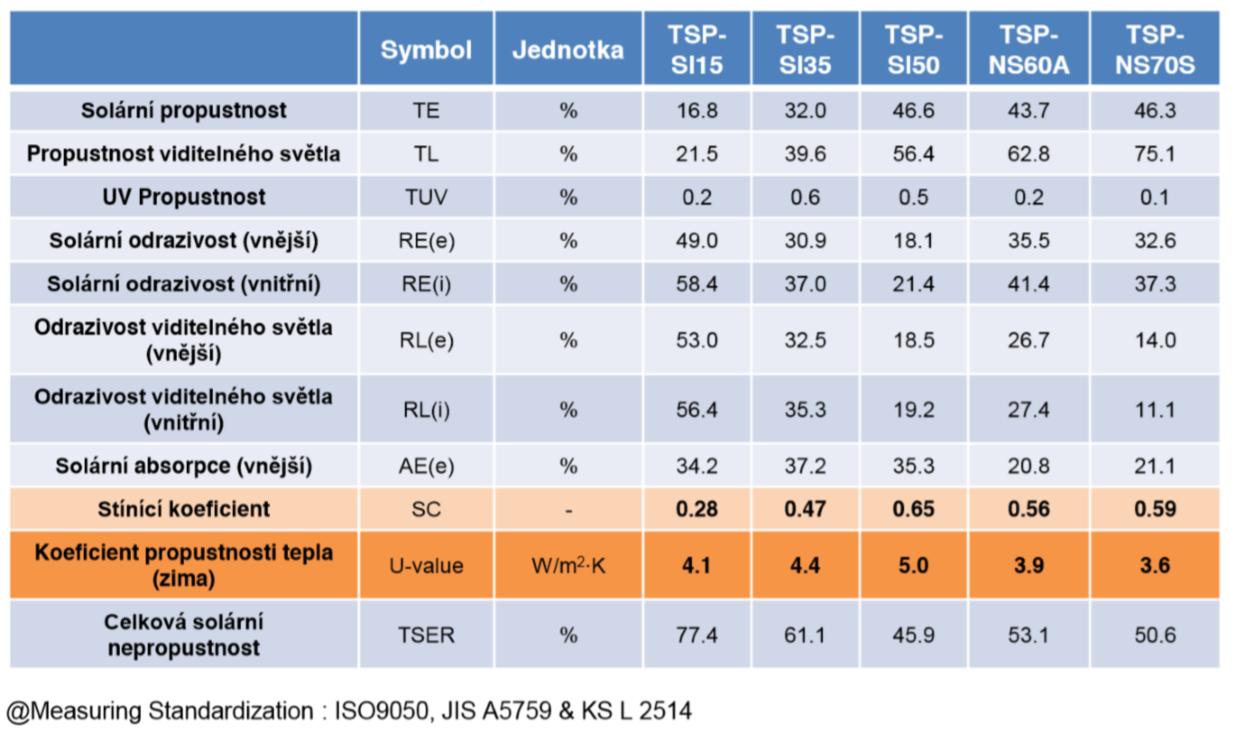 Symbol Jednotka TSP-SI15 TSP-SI35 TSP-SI50 TSP-NS60A TSP-NS70S
Solární propustnost TE % 16.8 32.0 46.6 43.7 46.3
Propustnost viditelného světla TL % 21.5 39.6 56.4 62.8 75.1
UV Propustnost TUV % 0.2 0.6 0.5 0.2 0.1
Solární odrazivost (vnější) RE(e) % 49.0 30.9 18.1 35.5 32.6
Solární odrazivost (vnitřní) RE(i) % 58.4 37.0 21.4 41.4 37.3
Odrazivost viditelného světla (vnější) RL(e) % 53.0 32.5 18.5 26.7 14.0
Odrazivost viditelného světla (vnitřní) RL(i) % 56.4 35.3 19.2 27.4 11.1
Solární absorpce (vnější) AE(e) % 34.2 37.2 35.3 20.8 21.1
Stínící koeficient SC - 0.28 0.47 0.65 0.56 0.59
Koeficient propustnosti tepla (zima) U-value W/m²·K 4.1 4.4 5.0 3.9 3.6
Celková solární nepropustnost TSER % 77.4 61.1 45.9 53.1 50.6
@Measuring Standardization : ISO9050, JIS A5759 & KS L 2514